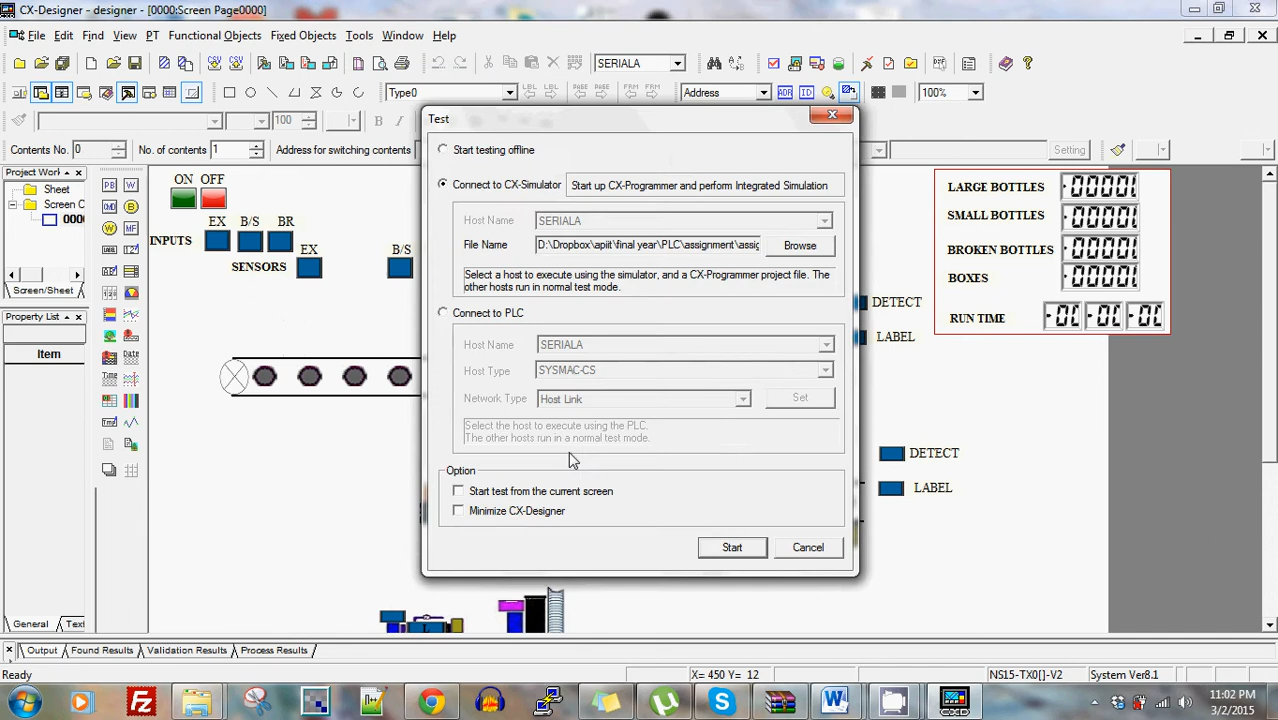 CX-Designer - designer - [0000:Screen Page0000]
File Edit Find View PT Functional Objects Fixed Objects Tools Window Help
SERIALA
Type0 Address 100%
100 B I
Contents No. 0 No. of contents 1 Address for switching contents Setting
Project Work
Sheet
Screen C
000
Screen/Sheet
Property List
Item
General Text
ON OFF
EX B/S BR
INPUTS
EX B/S
SENSORS
Test
Start testing offline
Connect to CX-Simulator Start up CX-Programmer and perform Integrated Simulation
Host Name SERIALA
File Name D:\Dropbox\apiit\final year\PLC\assignment\assig Browse
Select a host to execute using the simulator, and a CX-Programmer project file. The
other hosts run in normal test mode.
Connect to PLC
Host Name SERIALA
Host Type SYSMAC-CS
Network Type Host Link Set
Select the host to execute using the PLC.
The other hosts run in a normal test mode.
Option
Start test from the current screen
Minimize CX-Designer
Start Cancel
LARGE BOTTLES
SMALL BOTTLES
BROKEN BOTTLES
BOXES
RUN TIME
DETECT
LABEL
DETECT
LABEL
Output Found Results Validation Results Process Results
Ready X= 450 Y= 12 NS15-TX0[]-V2 System Ver8.1
11:02 PM
3/2/2015